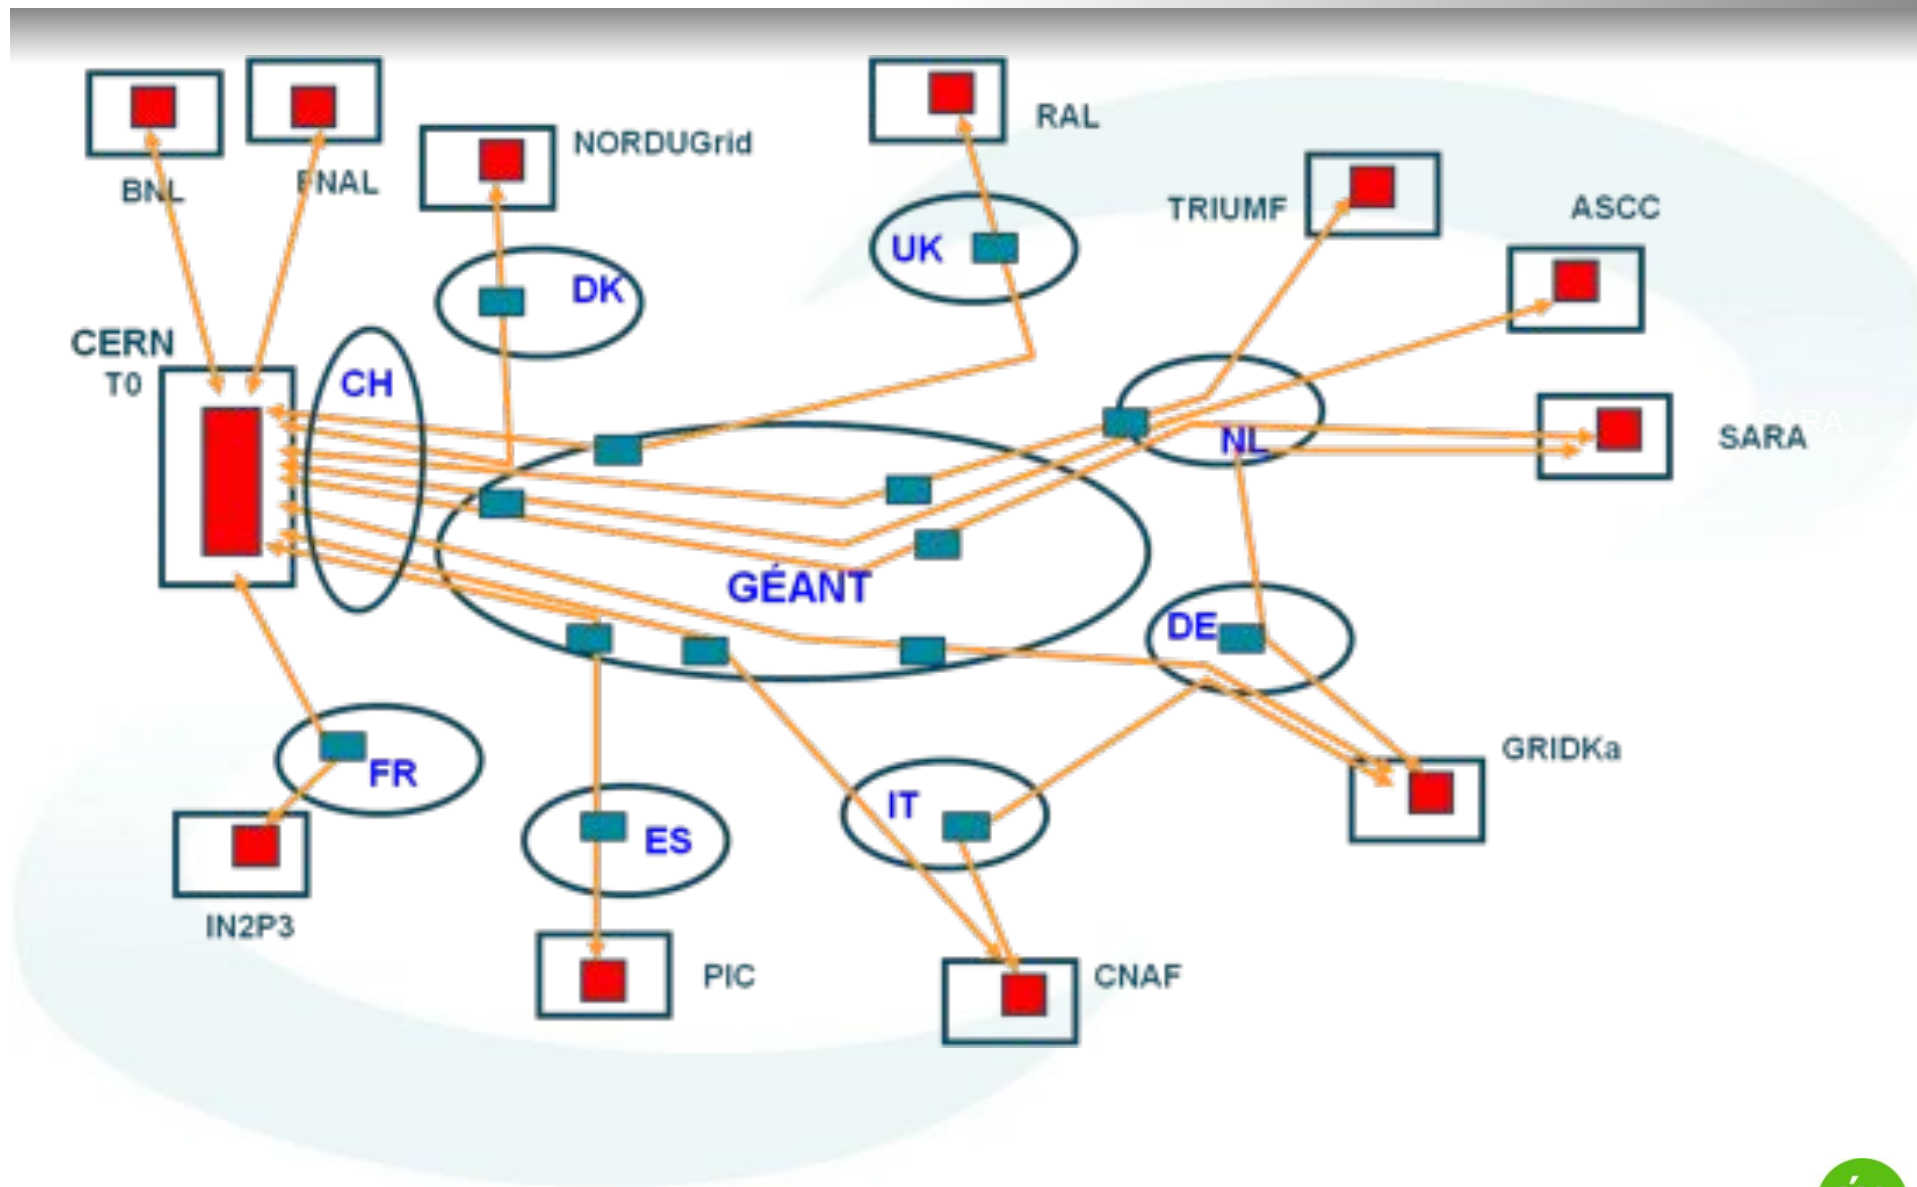 BNL
FNAL
NORDUGrid
RAL
TRIUMF
ASCC
UK
DK
CERN
T0
CH
NL
SARA
SARA
GÉANT
DE
FR
GRIDKa
IT
ES
IN2P3
PIC
CNAF